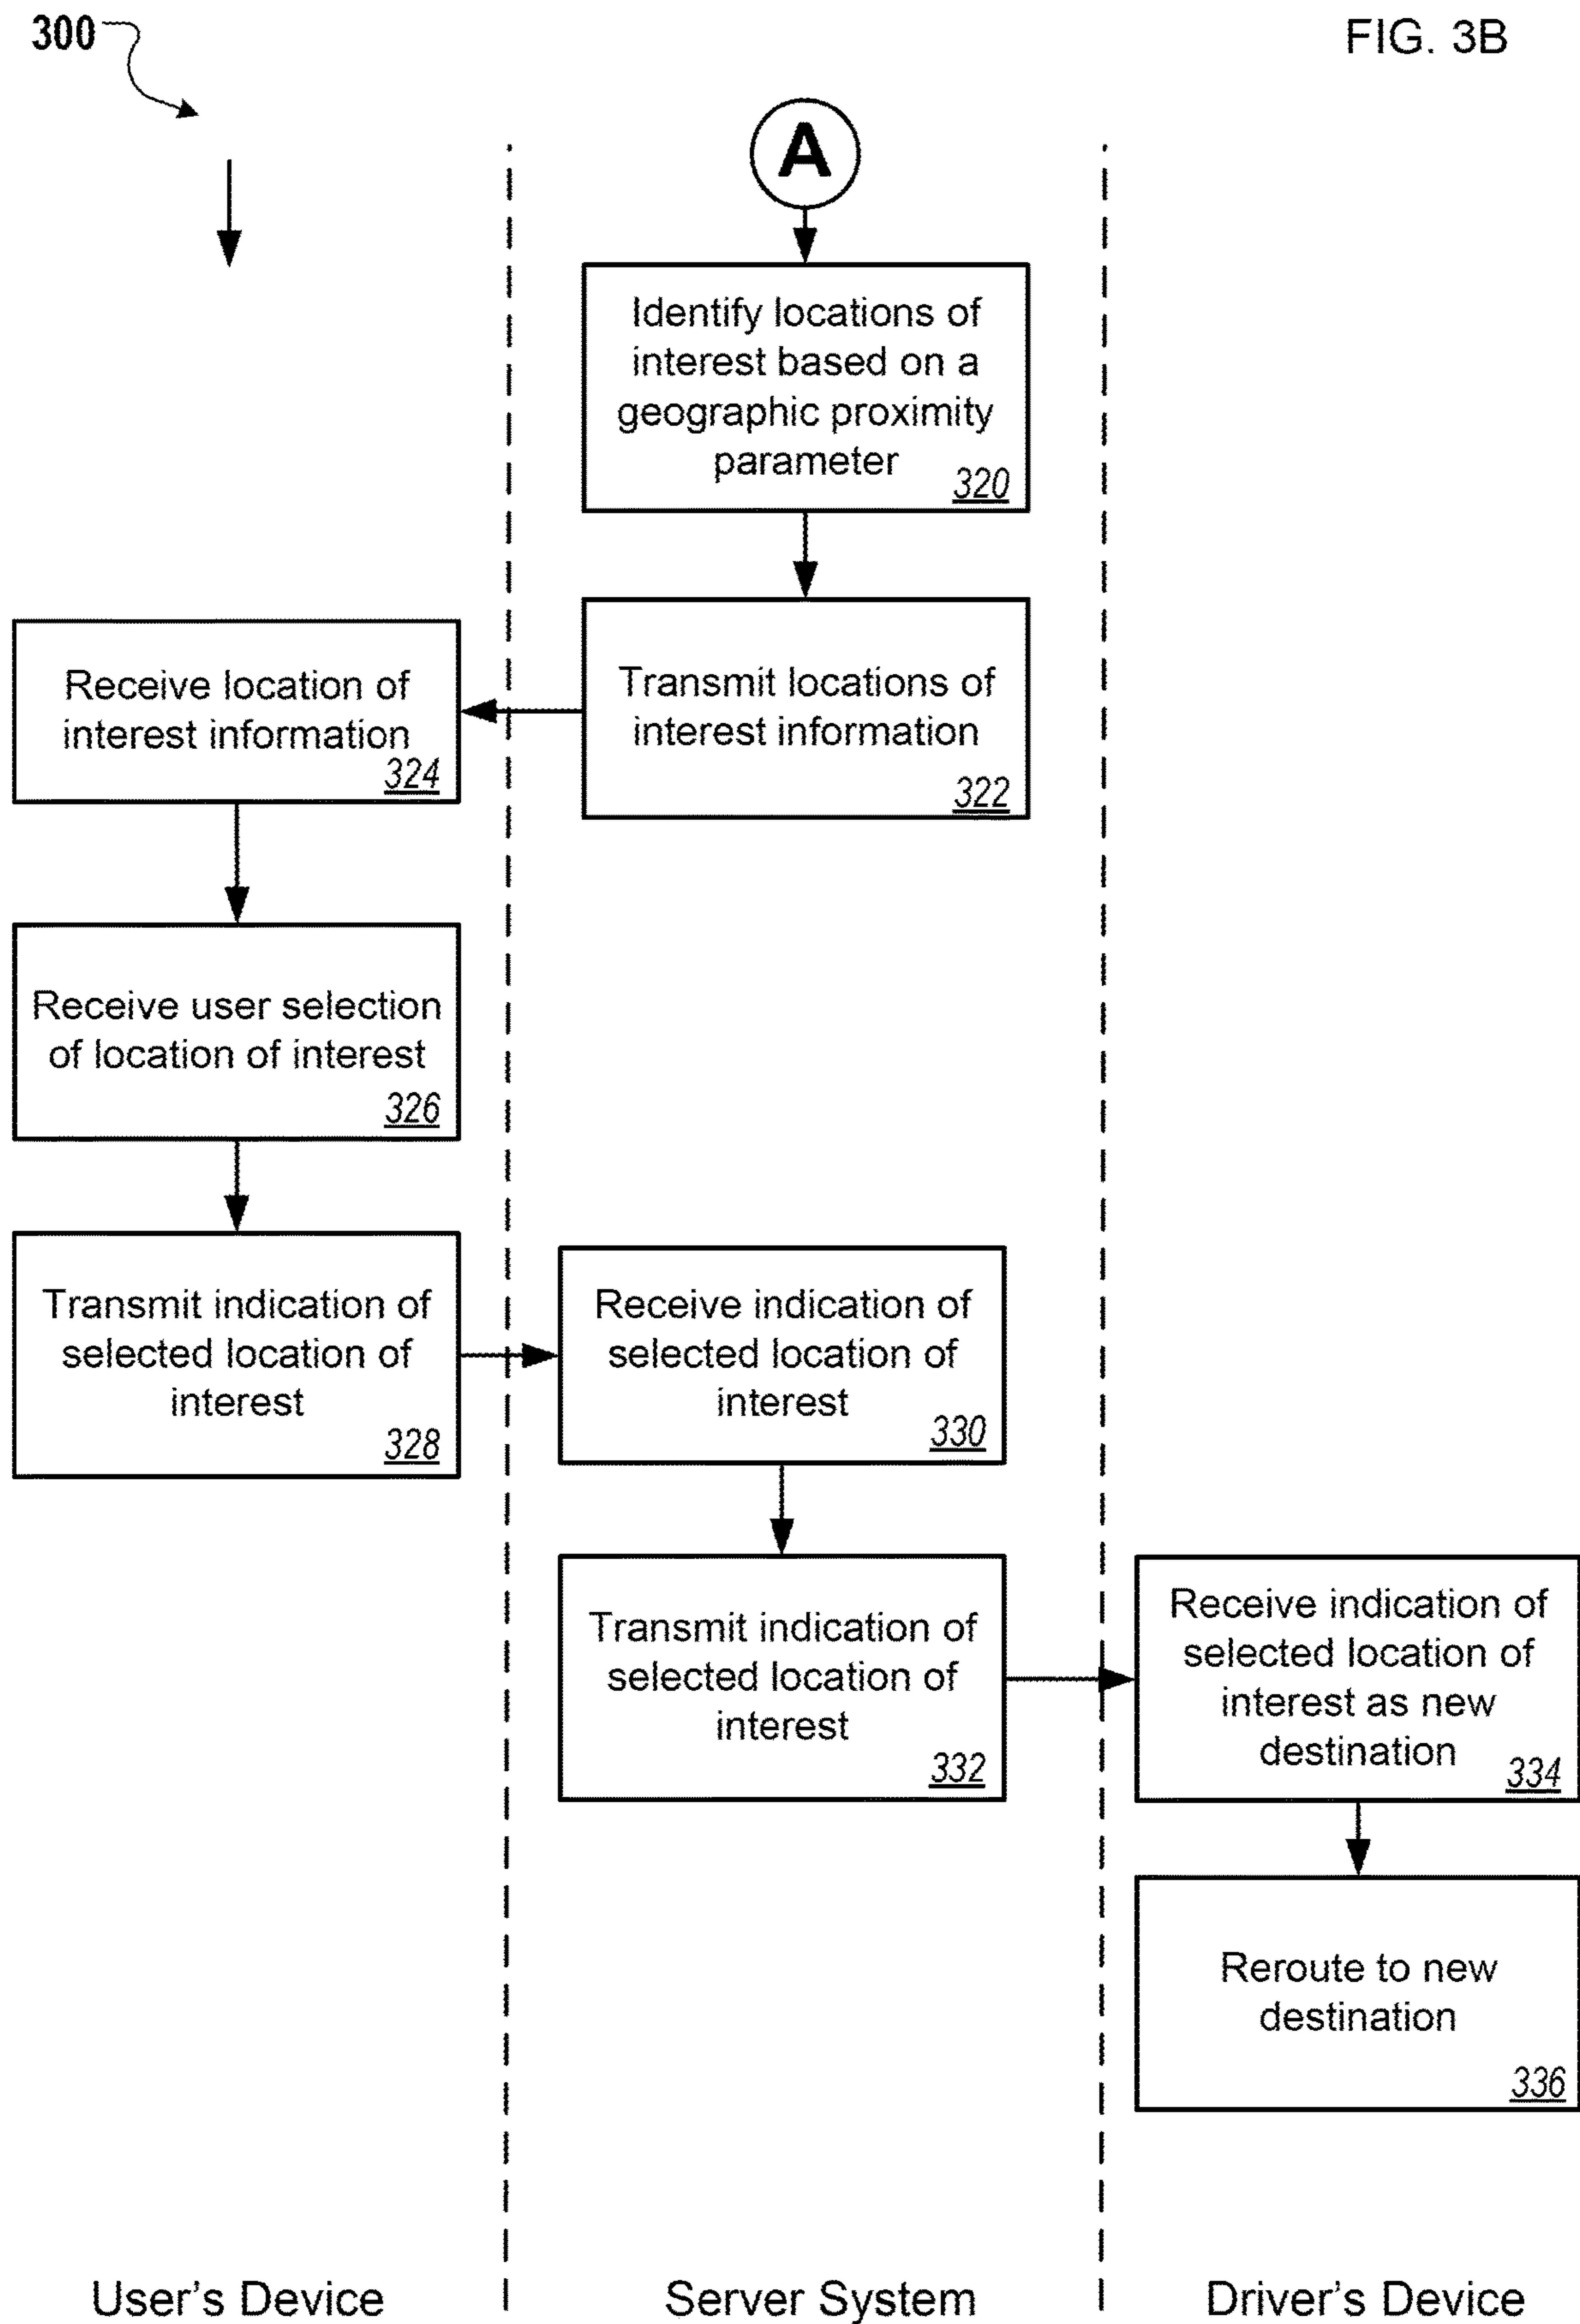 300
FIG. 3B
A
Identify locations of
interest based on a
geographic proximity
parameter
320
Transmit locations of
interest information
322
Receive location of
interest information
324
Receive user selection
of location of interest
326
Transmit indication of
selected location of
interest
328
Receive indication of
selected location of
interest
330
Transmit indication of
selected location of
interest
332
Receive indication of
selected location of
interest as new
destination
334
Reroute to new
destination
336
User's Device
Server System
Driver's Device